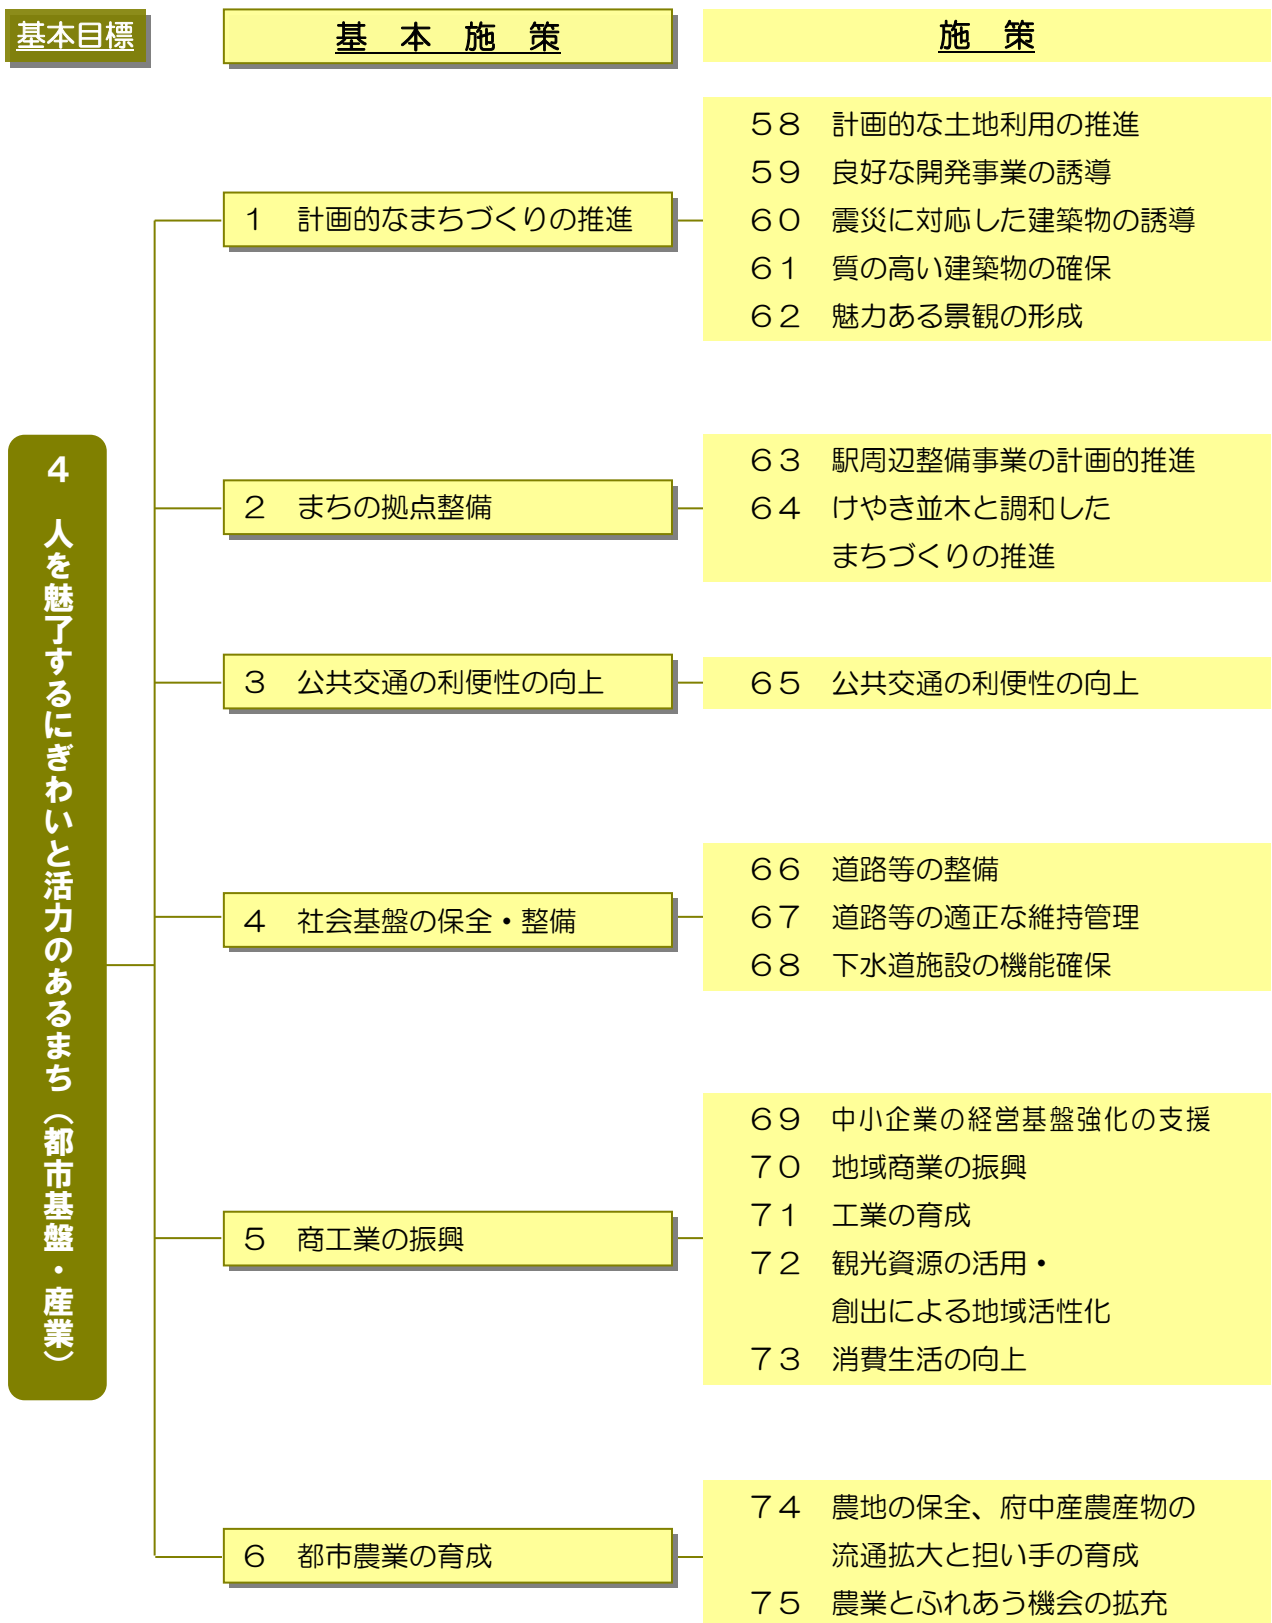 基本目標
基　本　施　策
施　策
４　人を魅了するにぎわいと活力のあるまち（都市基盤・産業）
１　計画的なまちづくりの推進
５８　計画的な土地利用の推進
５９　良好な開発事業の誘導
６０　震災に対応した建築物の誘導
６１　質の高い建築物の確保
６２　魅力ある景観の形成
２　まちの拠点整備
６３　駅周辺整備事業の計画的推進
６４　けやき並木と調和した
まちづくりの推進
３　公共交通の利便性の向上
６５　公共交通の利便性の向上
４　社会基盤の保全・整備
６６　道路等の整備
６７　道路等の適正な維持管理
６８　下水道施設の機能確保
５　商工業の振興
６９　中小企業の経営基盤強化の支援
７０　地域商業の振興
７１　工業の育成
７２　観光資源の活用・
創出による地域活性化
７３　消費生活の向上
６　都市農業の育成
７４　農地の保全、府中産農産物の
流通拡大と担い手の育成
７５　農業とふれあう機会の拡充